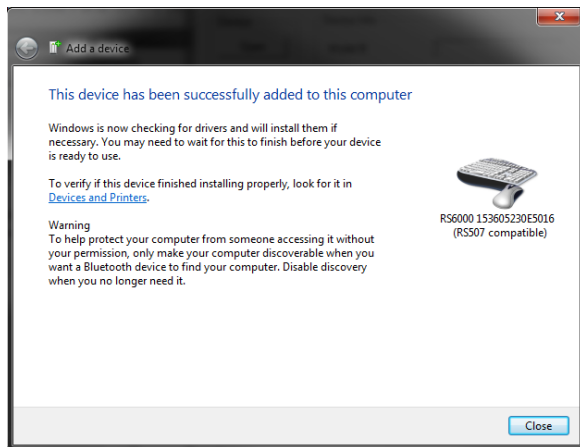 Add a device
This device has been successfully added to this computer
Windows is now checking for drivers and will install them if
necessary. You may need to wait for this to finish before your device
is ready to use.
To verify if this device finished installing properly, look for it in
Devices and Printers.
Warning
To help protect your computer from someone accessing it without
your permission, only make your computer discoverable when you
want a Bluetooth device to find your computer. Disable discovery
when you no longer need it.
RS6000 153605230E5016
(RS507 compatible)
Close